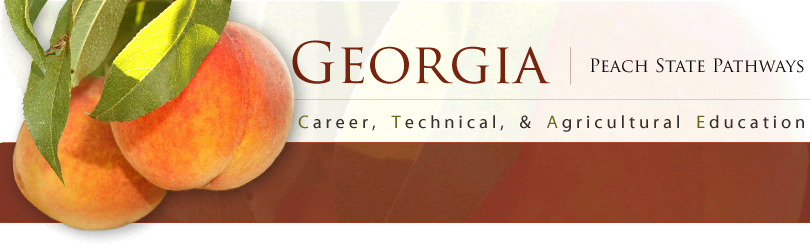 GEORGIA | PEACH STATE PATHWAYS
Career, Technical, & Agricultural Education